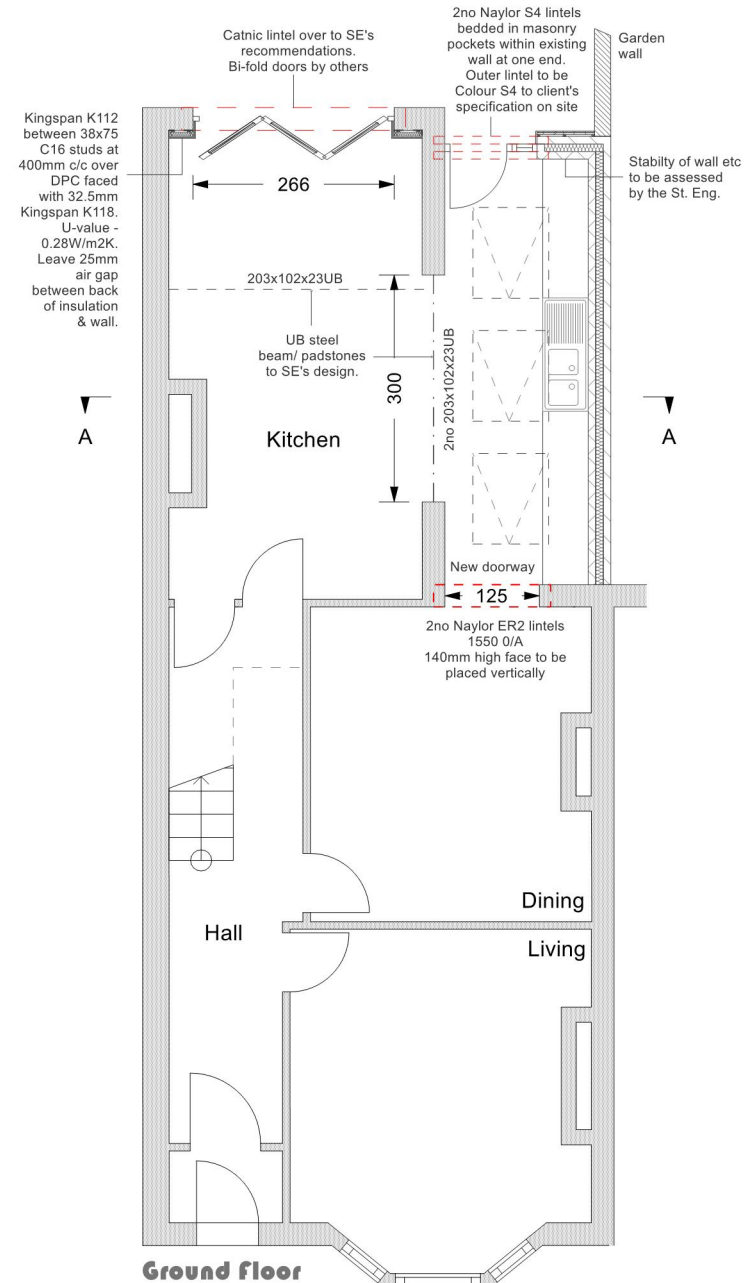 Catnic lintel over to SE's
recommendations.
Bi-fold doors by others
2no Naylor S4 lintels
bedded in masonry
pockets within existing
wall at one end.
Outer lintel to be
Colour S4 to client's
specification on site
Garden
wall
Kingspan K112
between 38x75
C16 studs at
400mm c/c over
DPC faced
with 32.5mm
Kingspan K118.
U-value -
0.28W/m2K.
Leave 25mm
air gap
between back
of insulation
& wall.
Stabilty of wall etc
to be assessed
by the St. Eng.
266
203x102x23UB
UB steel
beam/ padstones
to SE's design.
300
2no 203x102x23UB
A
A
Kitchen
New doorway
125
2no Naylor ER2 lintels
1550 0/A
140mm high face to be
placed vertically
Dining
Hall
Living
Ground Floor